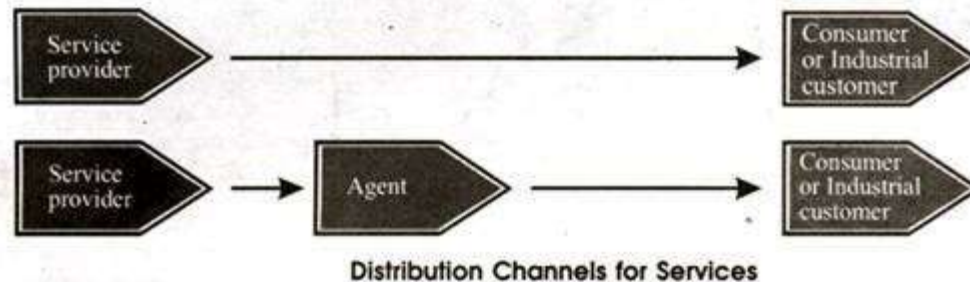 Service
provider
Consumer
or Industrial
customer
Service
provider
Agent
Consumer
or Industrial
customer
Distribution Channels for Services